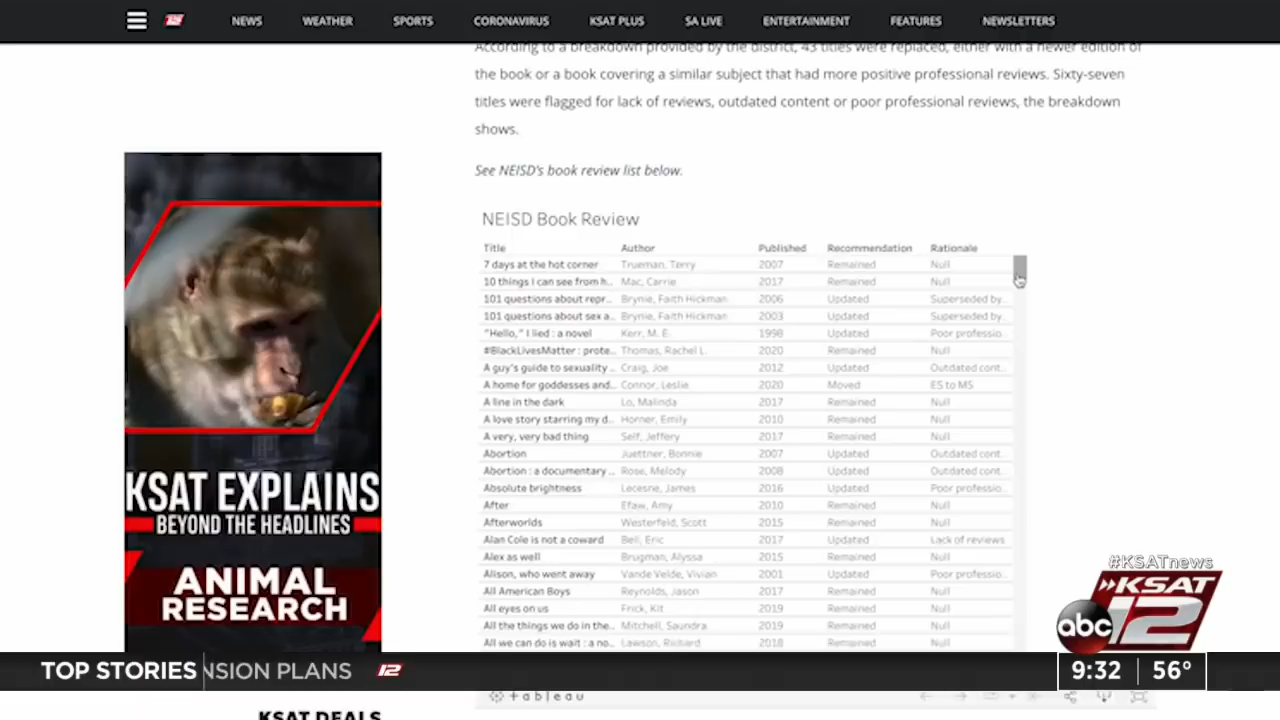 NEWS WEATHER SPORTS CORONAVIRUS KSAT PLUS SA LIVE ENTERTAINMENT FEATURES NEWSLETTERS
According to a breakdown provided by the district, 43 titles were replaced, either with a newer edition of
the book or a book covering a similar subject that had more positive professional reviews. Sixty-seven
titles were flagged for lack of reviews, outdated content or poor professional reviews, the breakdown
shows.
See NEISD's book review list below.
NEISD Book Review
Title Author Published Recommendation Rationale
7 days at the hot corner Trueman, Terry 2007 Remained Null
10 things I can see from h.. Mac, Carrie 2017 Remained Null
101 questions about repr.. Brynie, Faith Hickman 2006 Updated Superseded by..
101 questions about sex a.. Brynie, Faith Hickman 2003 Updated Superseded by..
"Hello," I lied : a novel Kerr, M. E. 1998 Updated Poor professio..
#BlackLivesMatter : prote.. Thomas, Rachel L. 2020 Remained Null
A guy's guide to sexuality .. Craig, Joe 2012 Updated Outdated cont..
A home for goddesses and.. Connor, Leslie 2020 Moved ES to MS
A line in the dark Lo, Malinda 2017 Remained Null
A love story starring my d.. Horner, Emily 2010 Remained Null
A very, very bad thing Self, Jeffery 2017 Remained Null
Abortion Juettner, Bonnie 2007 Updated Outdated cont..
Abortion : a documentary .. Rose, Melody 2008 Updated Outdated cont..
Absolute brightness Lecesne, James 2016 Updated Poor professio..
After Efaw, Amy 2010 Remained Null
Afterworlds Westerfeld, Scott 2015 Remained Null
Alan Cole is not a coward Bell, Eric 2017 Updated Lack of reviews
Alex as well Brugman, Alyssa 2015 Remained Null
Alison, who went away Vande Velde, Vivian 2001 Updated Poor professio..
All American Boys Reynolds, Jason 2017 Remained Null
All eyes on us Frick, Kit 2019 Remained Null
All the things we do in the.. Mitchell, Saundra 2019 Remained Null
All we can do is wait : a no.. Lawson, Richard 2018 Remained Null
KSAT EXPLAINS
BEYOND THE HEADLINES
ANIMAL
RESEARCH
#KSATnews
KSAT
abc 12
TOP STORIES NSION PLANS 12 9:32 56°
+ a b l e a u
KSAT DEALS